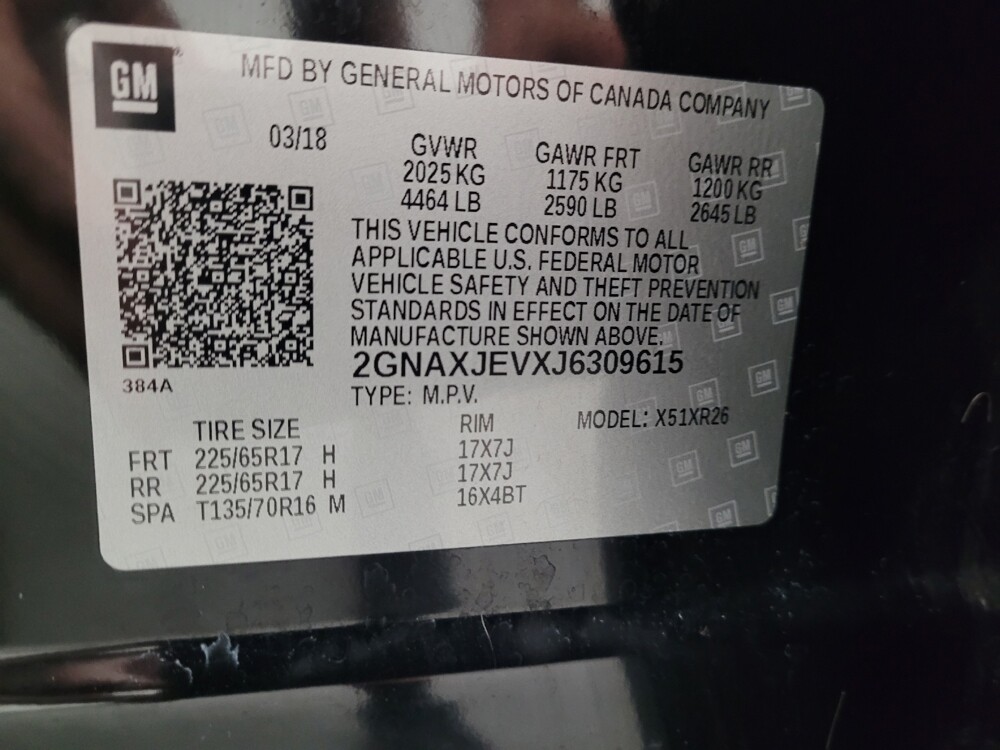 GM
MFD BY GENERAL MOTORS OF CANADA COMPANY
03/18 GVWR GAWR FRT GAWR RR
2025 KG 1175 KG 1200 KG
4464 LB 2590 LB 2645 LB
THIS VEHICLE CONFORMS TO ALL
APPLICABLE U.S. FEDERAL MOTOR
VEHICLE SAFETY AND THEFT PREVENTION
STANDARDS IN EFFECT ON THE DATE OF
MANUFACTURE SHOWN ABOVE.
2GNAXJEVXJ6309615
384A
TYPE: M.P.V.
MODEL: X51XR26
TIRE SIZE RIM
FRT 225/65R17 H 17X7J
RR 225/65R17 H 17X7J
SPA T135/70R16 M 16X4BT